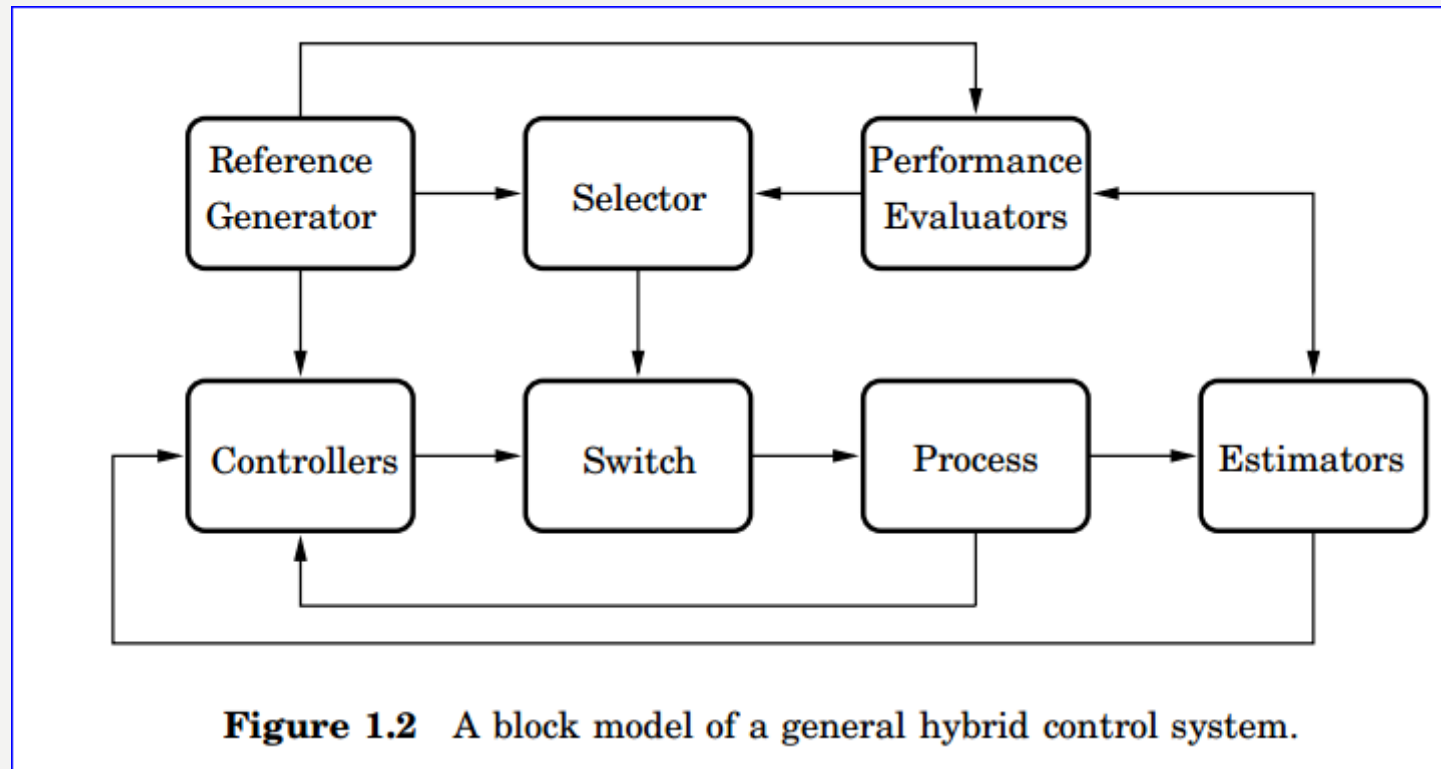 Reference
Generator
Selector
Performance
Evaluators
Controllers
Switch
Process
Estimators
Figure 1.2 A block model of a general hybrid control system.